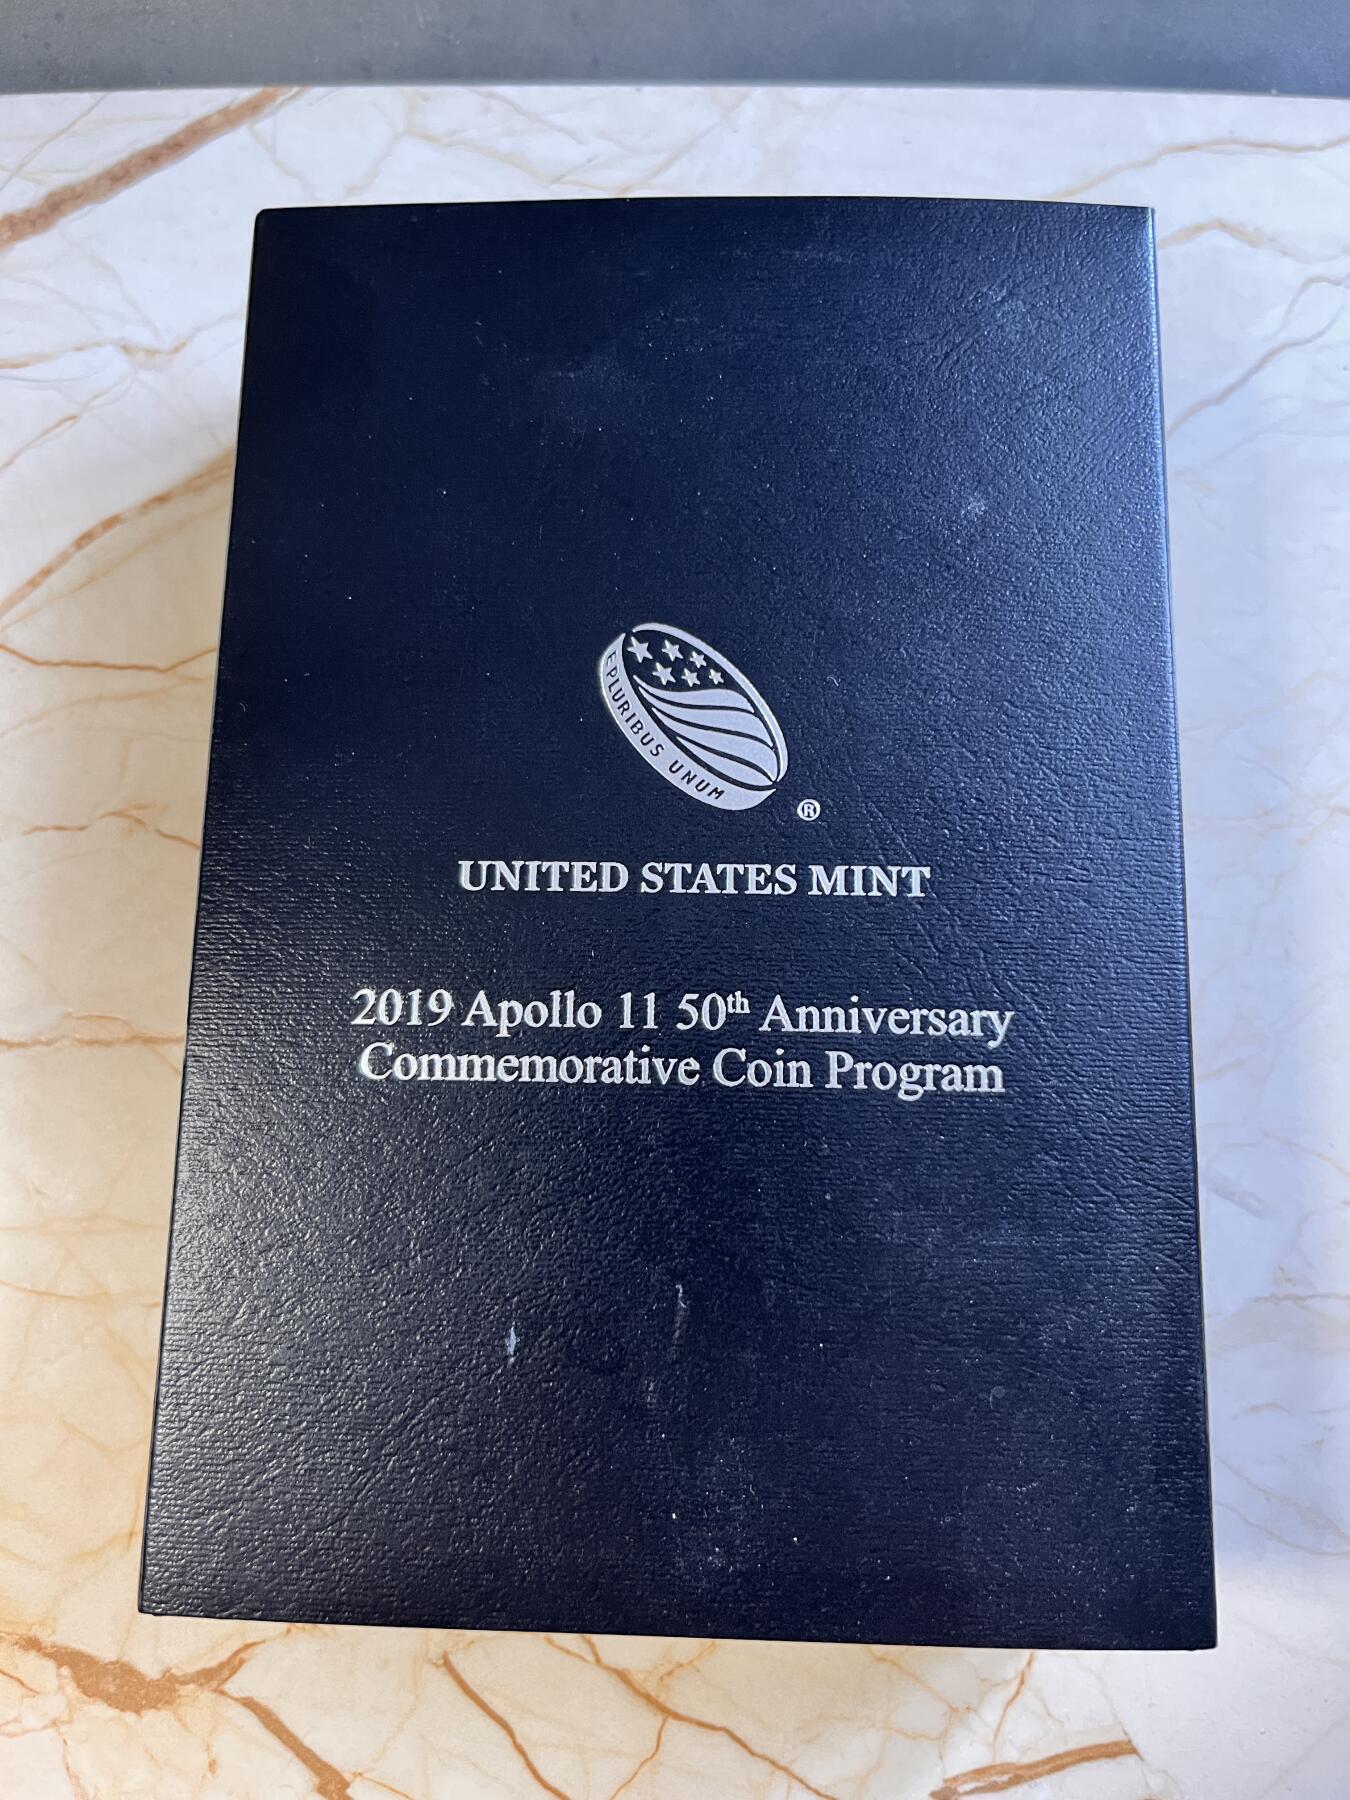 E PLURIBUS UNUM
®
UNITED STATES MINT
2019 Apollo 11 50th Anniversary
Commemorative Coin Program